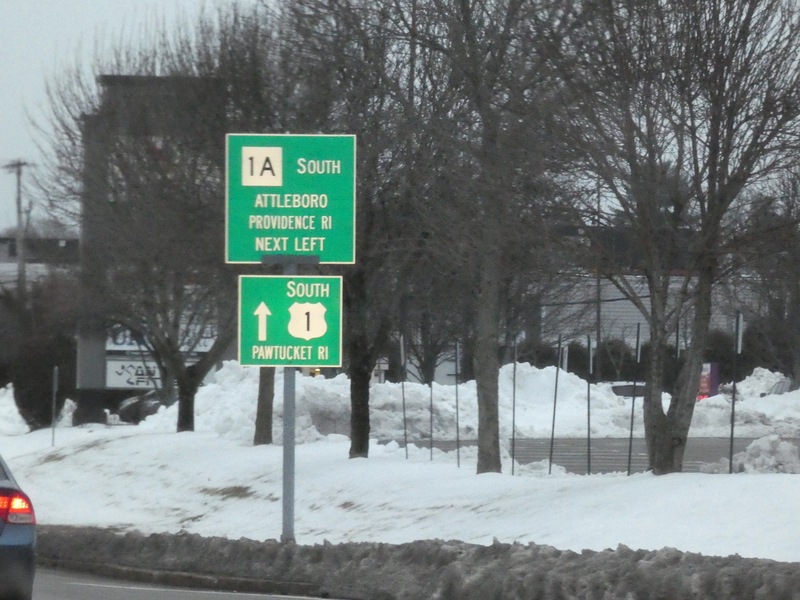 1A South
ATTLEBORO
PROVIDENCE RI
NEXT LEFT
South
1
PAWTUCKET RI